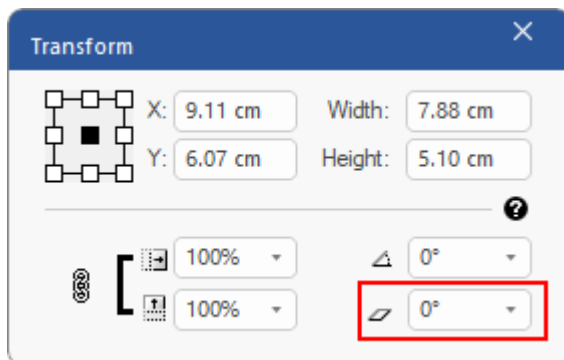 Transform
X: 9.11 cm Width: 7.88 cm
Y: 6.07 cm Height: 5.10 cm
?
100% 0°
100% 0°